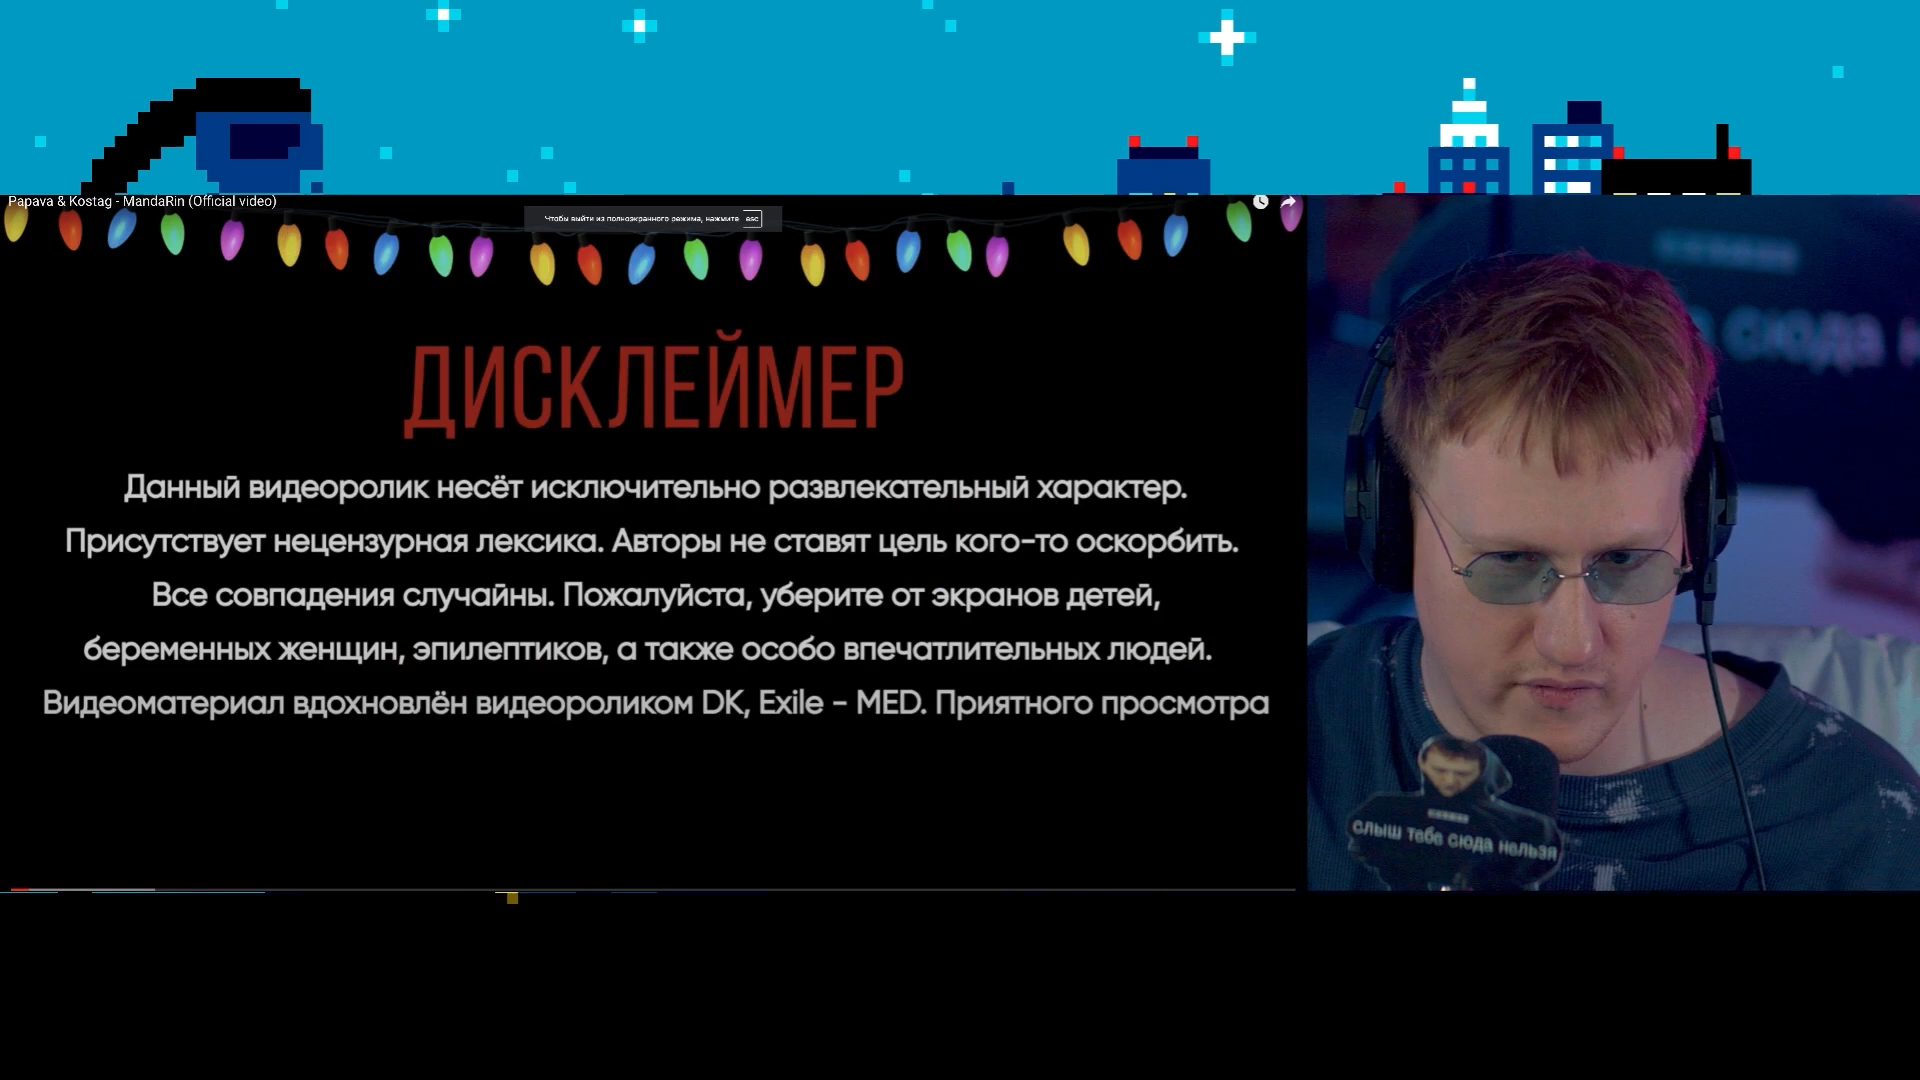 Papava & Kostag - MandaRin (Official video)
Чтобы выйти из полноэкранного режима, нажмите esc
ДИСКЛЕЙМЕР
Данный видеоролик несёт исключительно развлекательный характер.
Присутствует нецензурная лексика. Авторы не ставят цель кого-то оскорбить.
Все совпадения случайны. Пожалуйста, уберите от экранов детей,
беременных женщин, эпилептиков, а также особо впечатлительных людей.
Видеоматериал вдохновлён видеороликом DK, Exile - MED. Приятного просмотра
сюда н
слыш тебе сюда нельзя